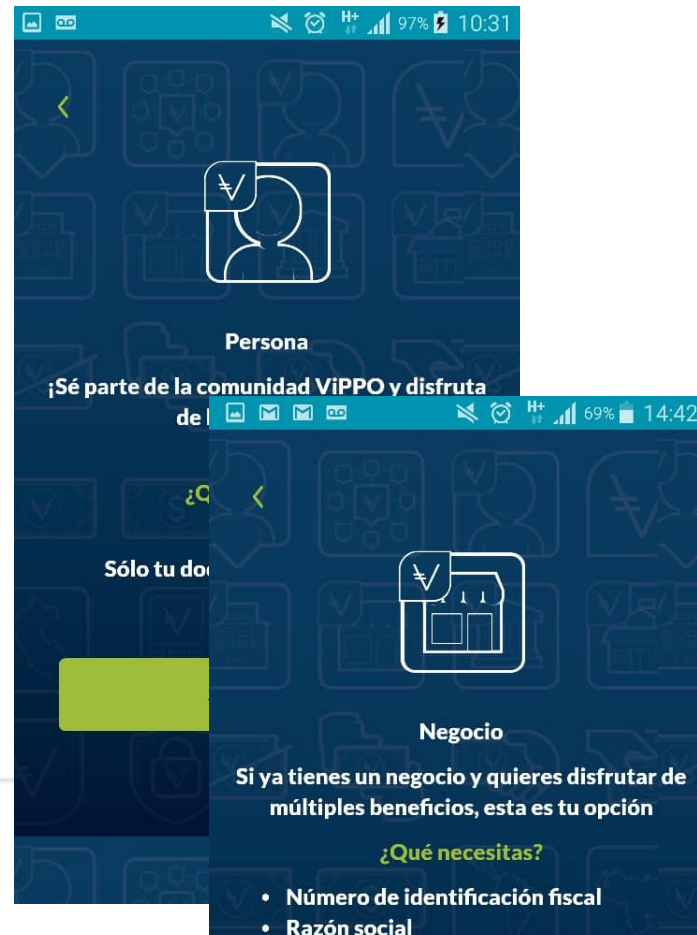 97% 10:31
Persona
¡Sé parte de la comunidad ViPPO y disfruta
de
¿Q
Sólo tu do
H+ 69% 14:42
Negocio
Si ya tienes un negocio y quieres disfrutar de
múltiples beneficios, esta es tu opción
¿Qué necesitas?
• Número de identificación fiscal
• Razón social